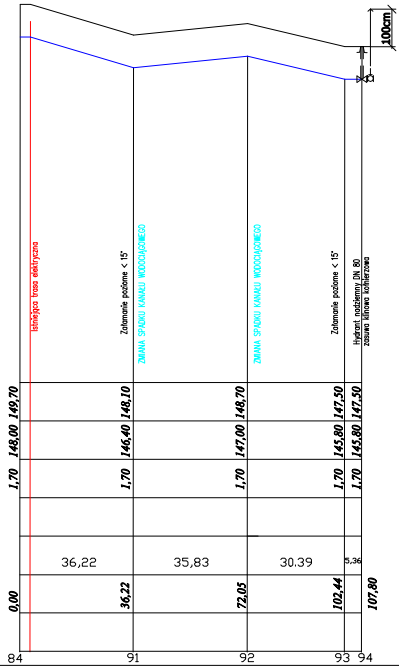 100cm
Istniejąca trasa elektryczna
Załamanie poziome < 15°
ZMIANA SPADKU KANAŁU WODOCIĄGOWEGO
ZMIANA SPADKU KANAŁU WODOCIĄGOWEGO
Załamanie poziome < 15°
Hydrant nadziemny DN 80
zasuwa klinowa kołnierzowa
149,70 148,10 148,70 147,50 147,50
148,00 146,40 147,00 145,80 145,80
1,70 1,70 1,70 1,70 1,70
36,22 35,83 30.39 5,36
0,00 36,22 72,05 102,44 107,80
84 91 92 93 94